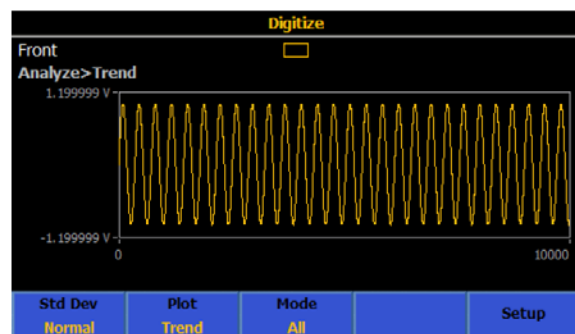 Digitize
Front
Analyze>Trend
1.199999 V
-1.199999 V
0
10000
Std Dev
Normal
Plot
Trend
Mode
All
Setup